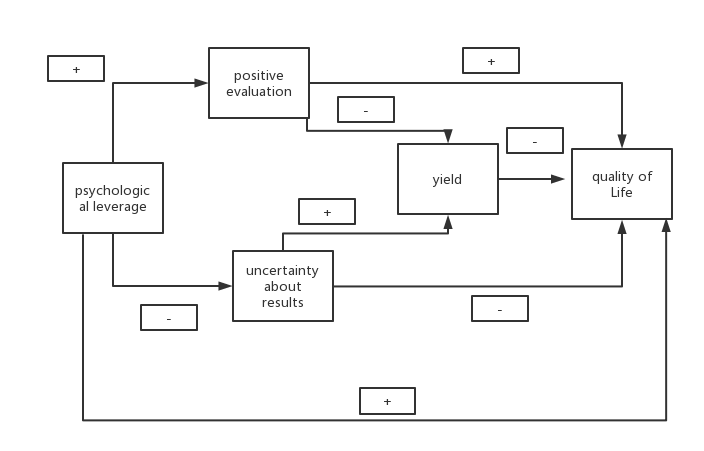 +
positive
evaluation
+
-
-
psychologic
al leverage
yield
quality of
Life
+
uncertainty
about
results
-
-
+